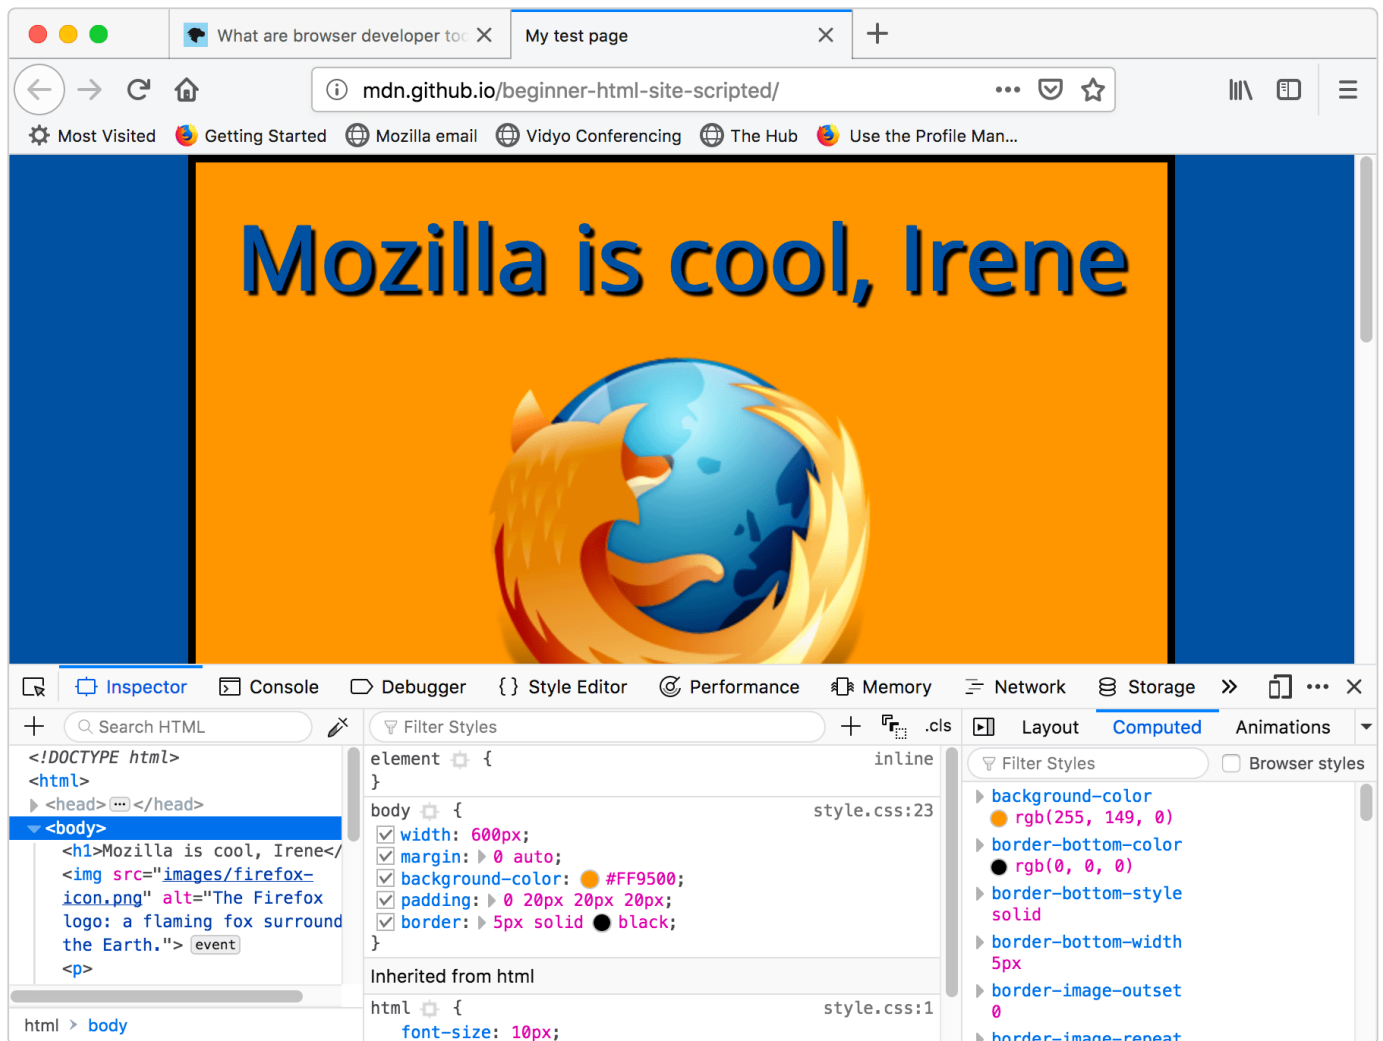 What are browser developer too
My test page
mdn.github.io/beginner-html-site-scripted/
Most Visited
Getting Started
Mozilla email
Vidyo Conferencing
The Hub
Use the Profile Man...
Mozilla is cool, Irene
Inspector
Console
Debugger
{ } Style Editor
Performance
Memory
Network
Storage
Search HTML
<!DOCTYPE html>
<html>
<head>···</head>
<body>
<h1>Mozilla is cool, Irene</
<img src="images/firefox-
icon.png" alt="The Firefox
logo: a flaming fox surround
the Earth."> event
<p>
html > body
Filter Styles
.cls
element {
inline
}
body {
style.css:23
width: 600px;
margin: 0 auto;
background-color: #FF9500;
padding: 0 20px 20px 20px;
border: 5px solid black;
}
Inherited from html
html {
style.css:1
font-size: 10px;
Layout
Computed
Animations
Filter Styles
Browser styles
background-color
rgb(255, 149, 0)
border-bottom-color
rgb(0, 0, 0)
border-bottom-style
solid
border-bottom-width
5px
border-image-outset
0
border-image-repeat